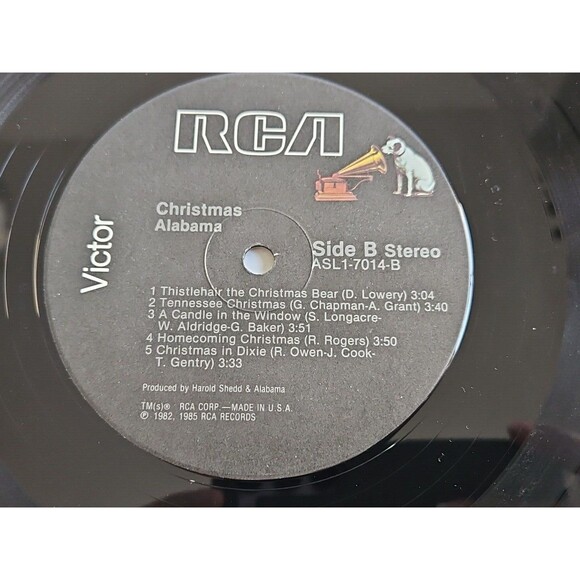 RCA
Victor
Christmas
Alabama
Side B Stereo
ASL1-7014-B
1 Thistlehair the Christmas Bear (D. Lowery) 3:04
2 Tennessee Christmas (G. Chapman-A. Grant) 3:40
3 A Candle in the Window (S. Longacre-
W. Aldridge-G. Baker) 3:51
4 Homecoming Christmas (R. Rogers) 3:50
5 Christmas in Dixie (R. Owen-J. Cook-
T. Gentry) 3:33
Produced by Harold Shedd & Alabama
TM(s)® RCA CORP.—MADE IN U.S.A.
℗ 1982, 1985 RCA RECORDS